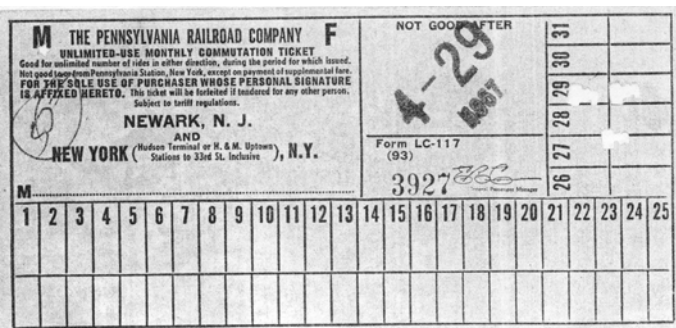 M THE PENNSYLVANIA RAILROAD COMPANY F
UNLIMITED-USE MONTHLY COMMUTATION TICKET
Good for unlimited number of rides in either direction, during the period for which issued.
Not good to or from Pennsylvania Station, New York, except on payment of supplemental fare.
FOR THE SOLE USE OF PURCHASER WHOSE PERSONAL SIGNATURE
IS AFFIXED HERETO. This ticket will be forfeited if tendered for any other person.
Subject to tariff regulations.
NEWARK, N. J.
AND
NEW YORK (Hudson Terminal or H. & M. Uptown Stations to 33rd St. Inclusive), N.Y.
M
NOT GOOD AFTER
4-29
Form LC-117
(93)
3927
General Passenger Manager
31
30
29
28
27
26
1 2 3 4 5 6 7 8 9 10 11 12 13 14 15 16 17 18 19 20 21 22 23 24 25